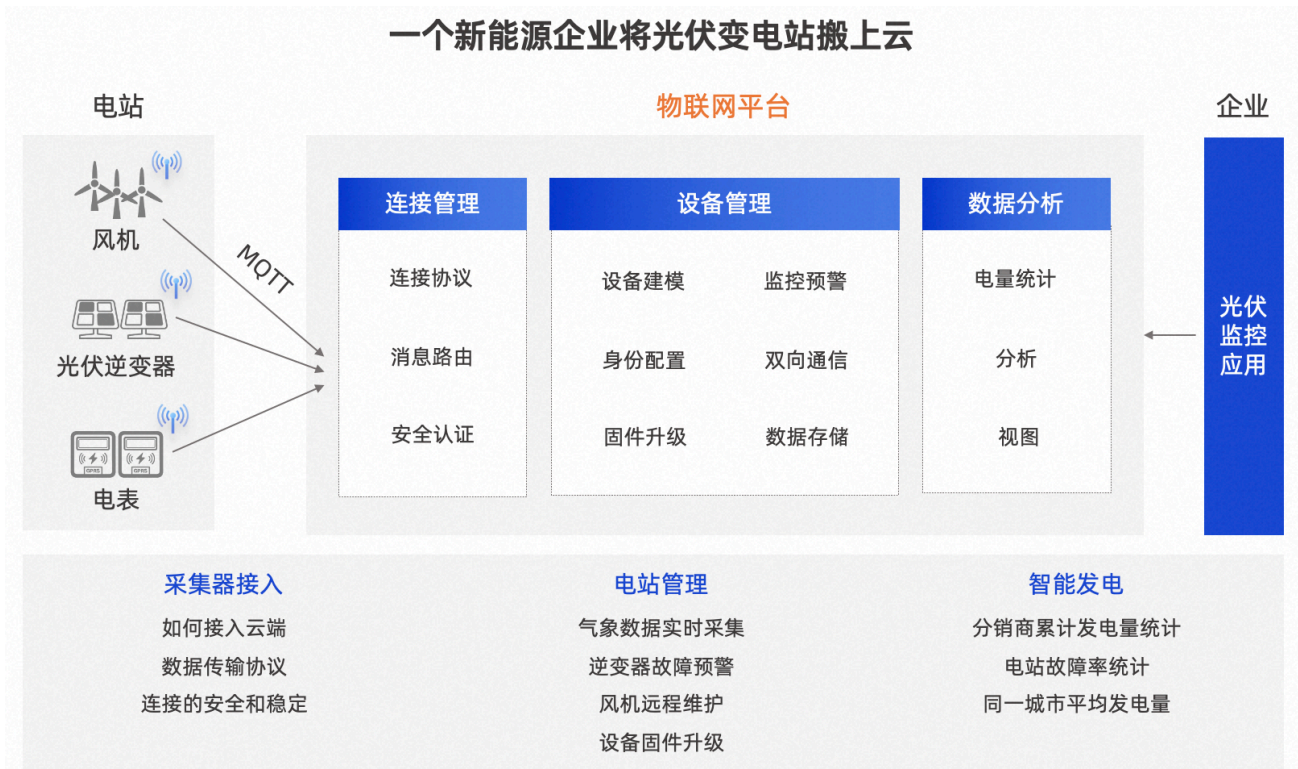 一个新能源企业将光伏变电站搬上云
电站
物联网平台
企业
风机
MQTT
光伏逆变器
GPRS
GPRS
电表
连接管理
连接协议
消息路由
安全认证
设备管理
设备建模
监控预警
身份配置
双向通信
固件升级
数据存储
数据分析
电量统计
分析
视图
光伏
监控
应用
采集器接入
如何接入云端
数据传输协议
连接的安全和稳定
电站管理
气象数据实时采集
逆变器故障预警
风机远程维护
设备固件升级
智能发电
分销商累计发电量统计
电站故障率统计
同一城市平均发电量